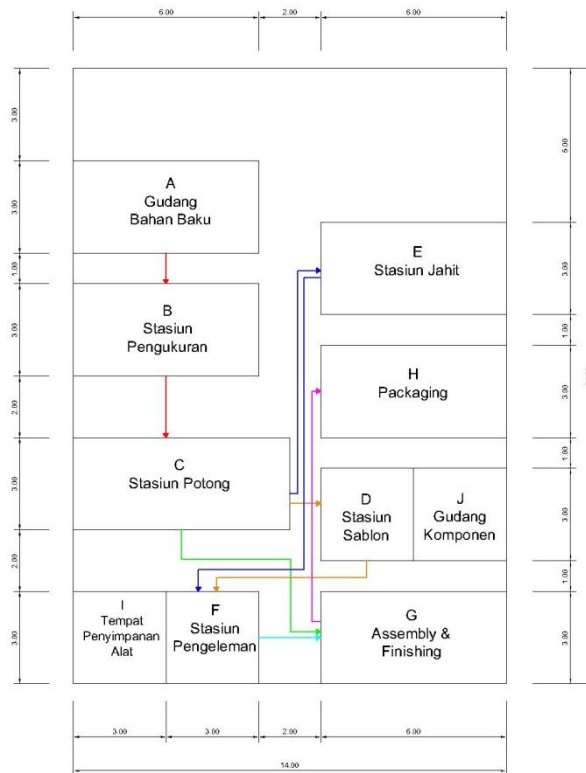 6.00 2.00 6.00
3.00
6.00
A
Gudang
Bahan Baku
3.00
E
Stasiun Jahit
3.00
1.00
B
Stasiun
Pengukuran
3.00
1.00
H
Packaging
3.00
2.00
C
Stasiun Potong
3.00
1.00
D
Stasiun
Sablon
J
Gudang
Komponen
3.00
2.00
1.00
I
Tempat
Penyimpanan
Alat
F
Stasiun
Pengeleman
G
Assembly &
Finishing
3.00
3.00
3.00 3.00 2.00 6.00
14.00